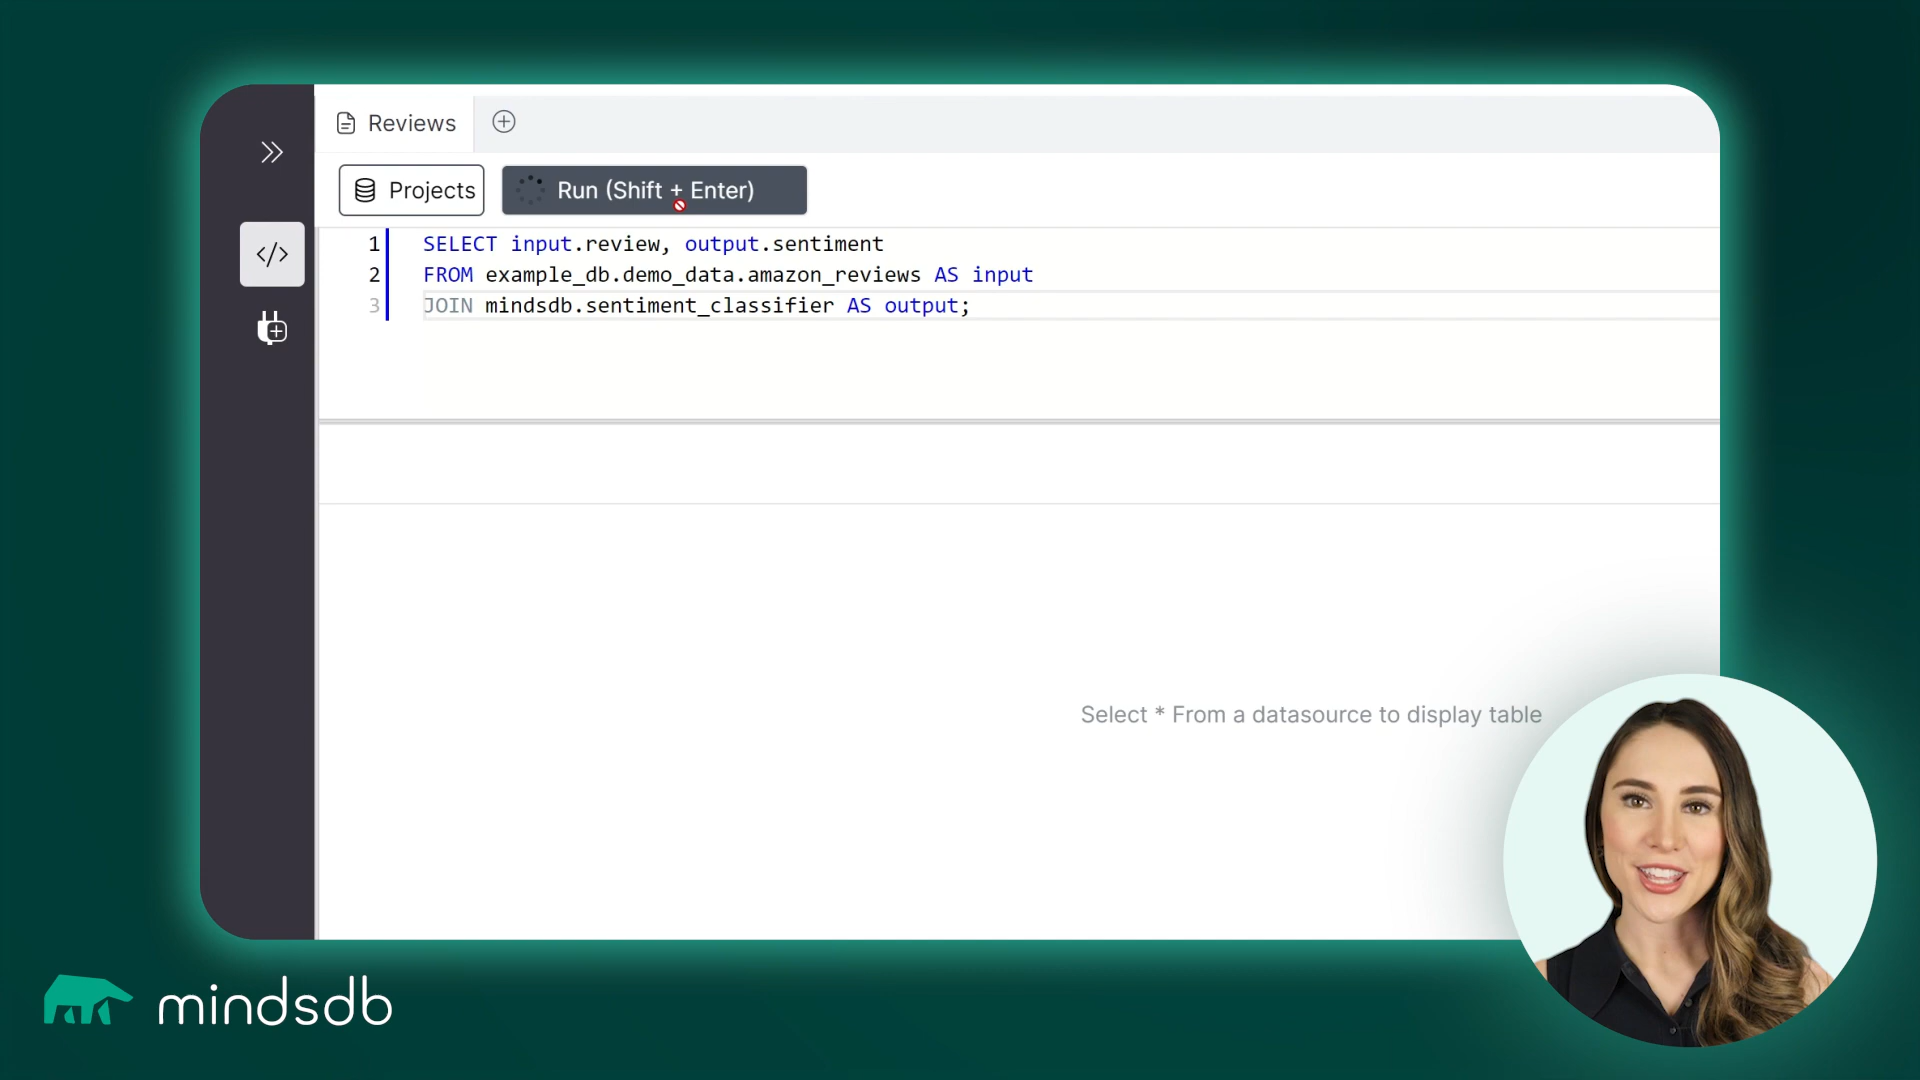 Reviews
Projects
Run (Shift + Enter)
1 SELECT input.review, output.sentiment
2 FROM example_db.demo_data.amazon_reviews AS input
3 JOIN mindsdb.sentiment_classifier AS output;
Select * From a datasource to display table
mindsdb